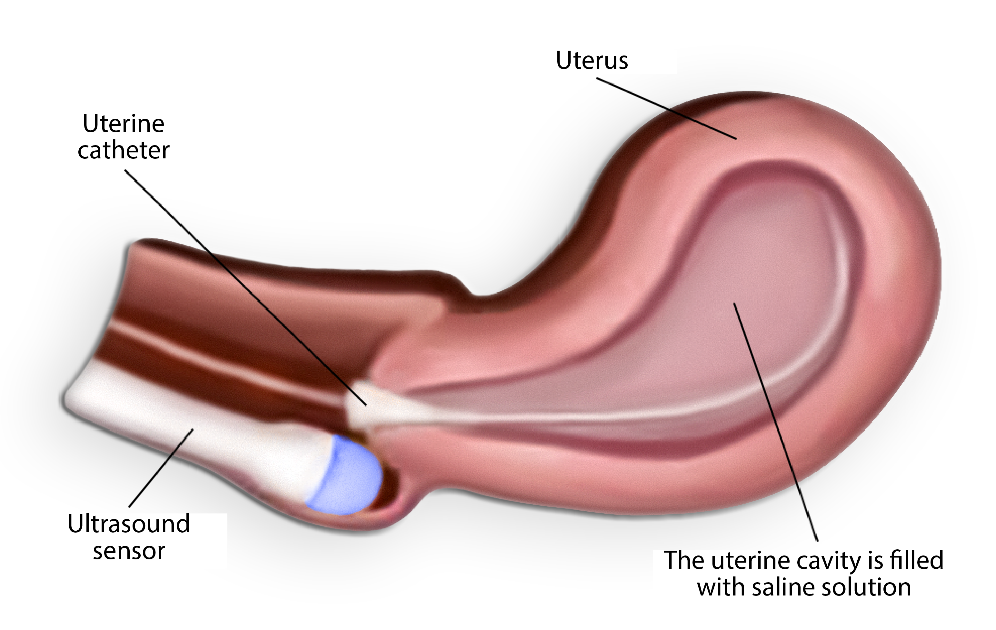 Uterus
Uterine
catheter
Ultrasound
sensor
The uterine cavity is filled
with saline solution